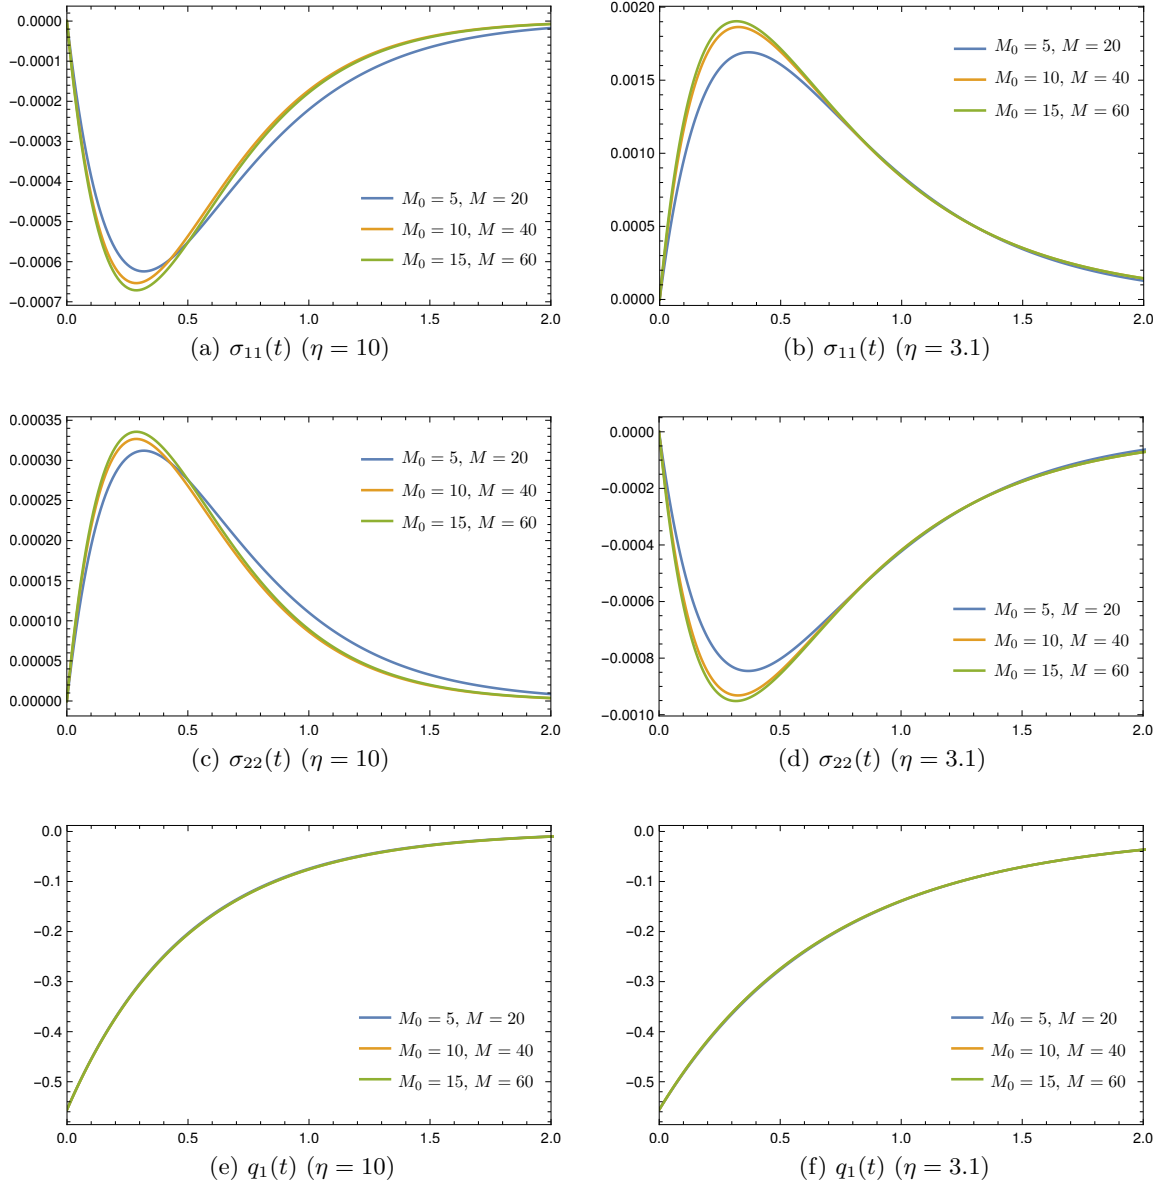 0.0000
-0.0001
-0.0002
-0.0003
-0.0004
-0.0005
-0.0006
-0.0007
0.0 0.5 1.0 1.5 2.0
M₀ = 5, M = 20
M₀ = 10, M = 40
M₀ = 15, M = 60
(a) σ₁₁(t) (η = 10)
0.0020
0.0015
0.0010
0.0005
0.0000
0.0 0.5 1.0 1.5 2.0
M₀ = 5, M = 20
M₀ = 10, M = 40
M₀ = 15, M = 60
(b) σ₁₁(t) (η = 3.1)
0.00035
0.00030
0.00025
0.00020
0.00015
0.00010
0.00005
0.00000
0.0 0.5 1.0 1.5 2.0
M₀ = 5, M = 20
M₀ = 10, M = 40
M₀ = 15, M = 60
(c) σ₂₂(t) (η = 10)
0.0000
-0.0002
-0.0004
-0.0006
-0.0008
-0.0010
0.0 0.5 1.0 1.5 2.0
M₀ = 5, M = 20
M₀ = 10, M = 40
M₀ = 15, M = 60
(d) σ₂₂(t) (η = 3.1)
0.0
-0.1
-0.2
-0.3
-0.4
-0.5
0.0 0.5 1.0 1.5 2.0
M₀ = 5, M = 20
M₀ = 10, M = 40
M₀ = 15, M = 60
(e) q₁(t) (η = 10)
0.0
-0.1
-0.2
-0.3
-0.4
-0.5
0.0 0.5 1.0 1.5 2.0
M₀ = 5, M = 20
M₀ = 10, M = 40
M₀ = 15, M = 60
(f) q₁(t) (η = 3.1)